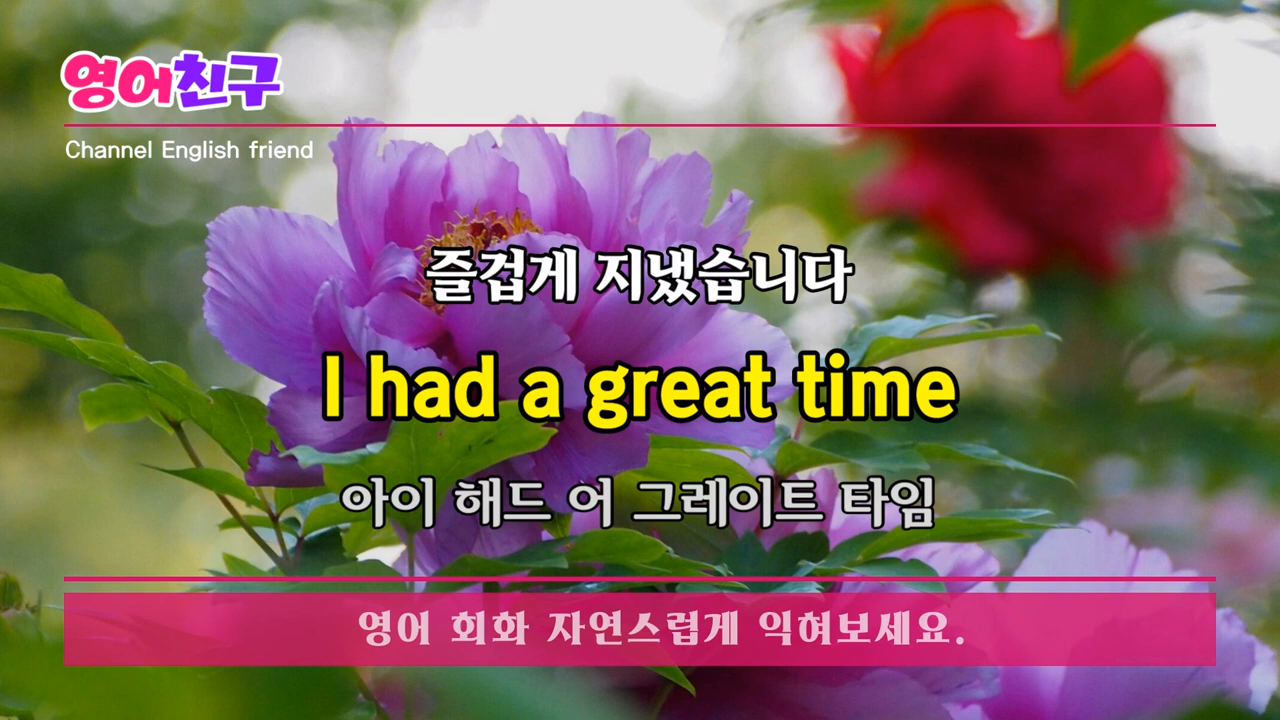 영어친구
Channel English friend
즐겁게 지냈습니다
I had a great time
아이 해드 어 그레이트 타임
영어 회화 자연스럽게 익혀보세요.